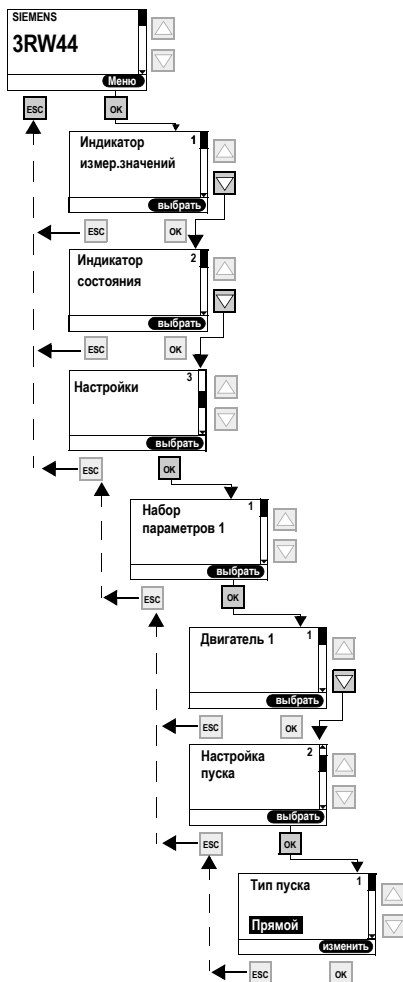 SIEMENS
3RW44
Меню
ESC
OK
Индикатор 1
измер.значений
выбрать
ESC
OK
Индикатор 2
состояния
выбрать
ESC
OK
Настройки 3
выбрать
ESC
OK
Набор 1
параметров 1
выбрать
ESC
OK
Двигатель 1 1
выбрать
ESC
OK
Настройка 2
пуска
выбрать
ESC
OK
Тип пуска 1
Прямой
изменить
ESC
OK